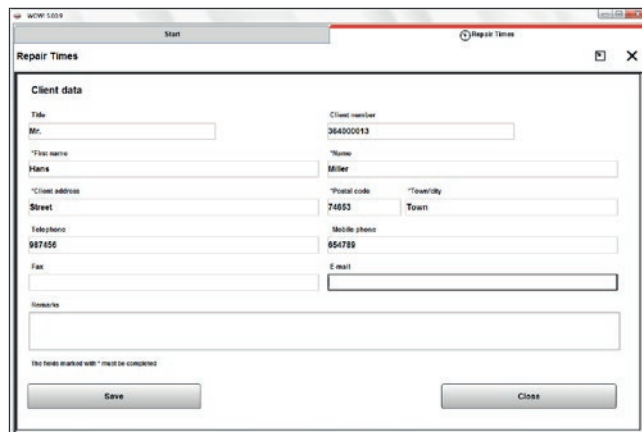 WOW! 5.00.9
Start
Repair Times
Repair Times
Client data
Title
Client number
Mr.
364000013
*First name
*Name
Hans
Miller
*Client address
*Postal code
*Town/city
Street
74653
Town
Telephone
Mobile phone
987456
654789
Fax
E-mail
Remarks
The fields marked with * must be completed
Save
Close